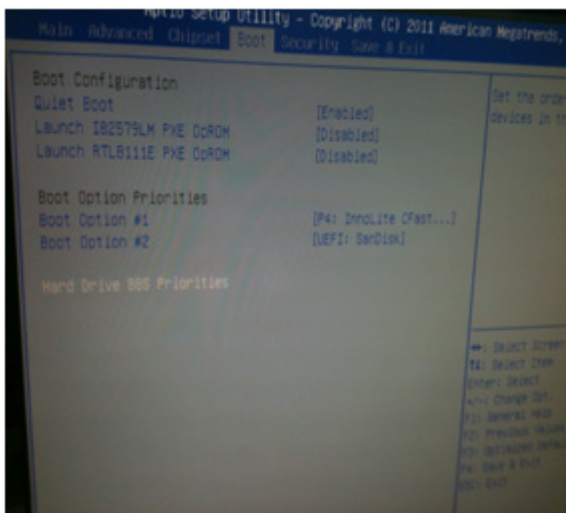 Aptio Setup Utility - Copyright (C) 2011 American Megatrends,
Main Advanced Chipset Boot Security Save & Exit
Boot Configuration
Quiet Boot [Enabled]
Launch I82579LM PXE OpROM [Disabled]
Launch RTL8111E PXE OpROM [Disabled]
Boot Option Priorities
Boot Option #1 [P4: InnoLite CFast...]
Boot Option #2 [UEFI: SanDisk]
Hard Drive BBS Priorities
Set the order
devices in th
: Select Screen
: Select Item
Enter: Select
+/-: Change Opt.
F1: General Help
F2: Previous Values
F3: Optimized Defau
F4: Save & Exit
ESC: Exit